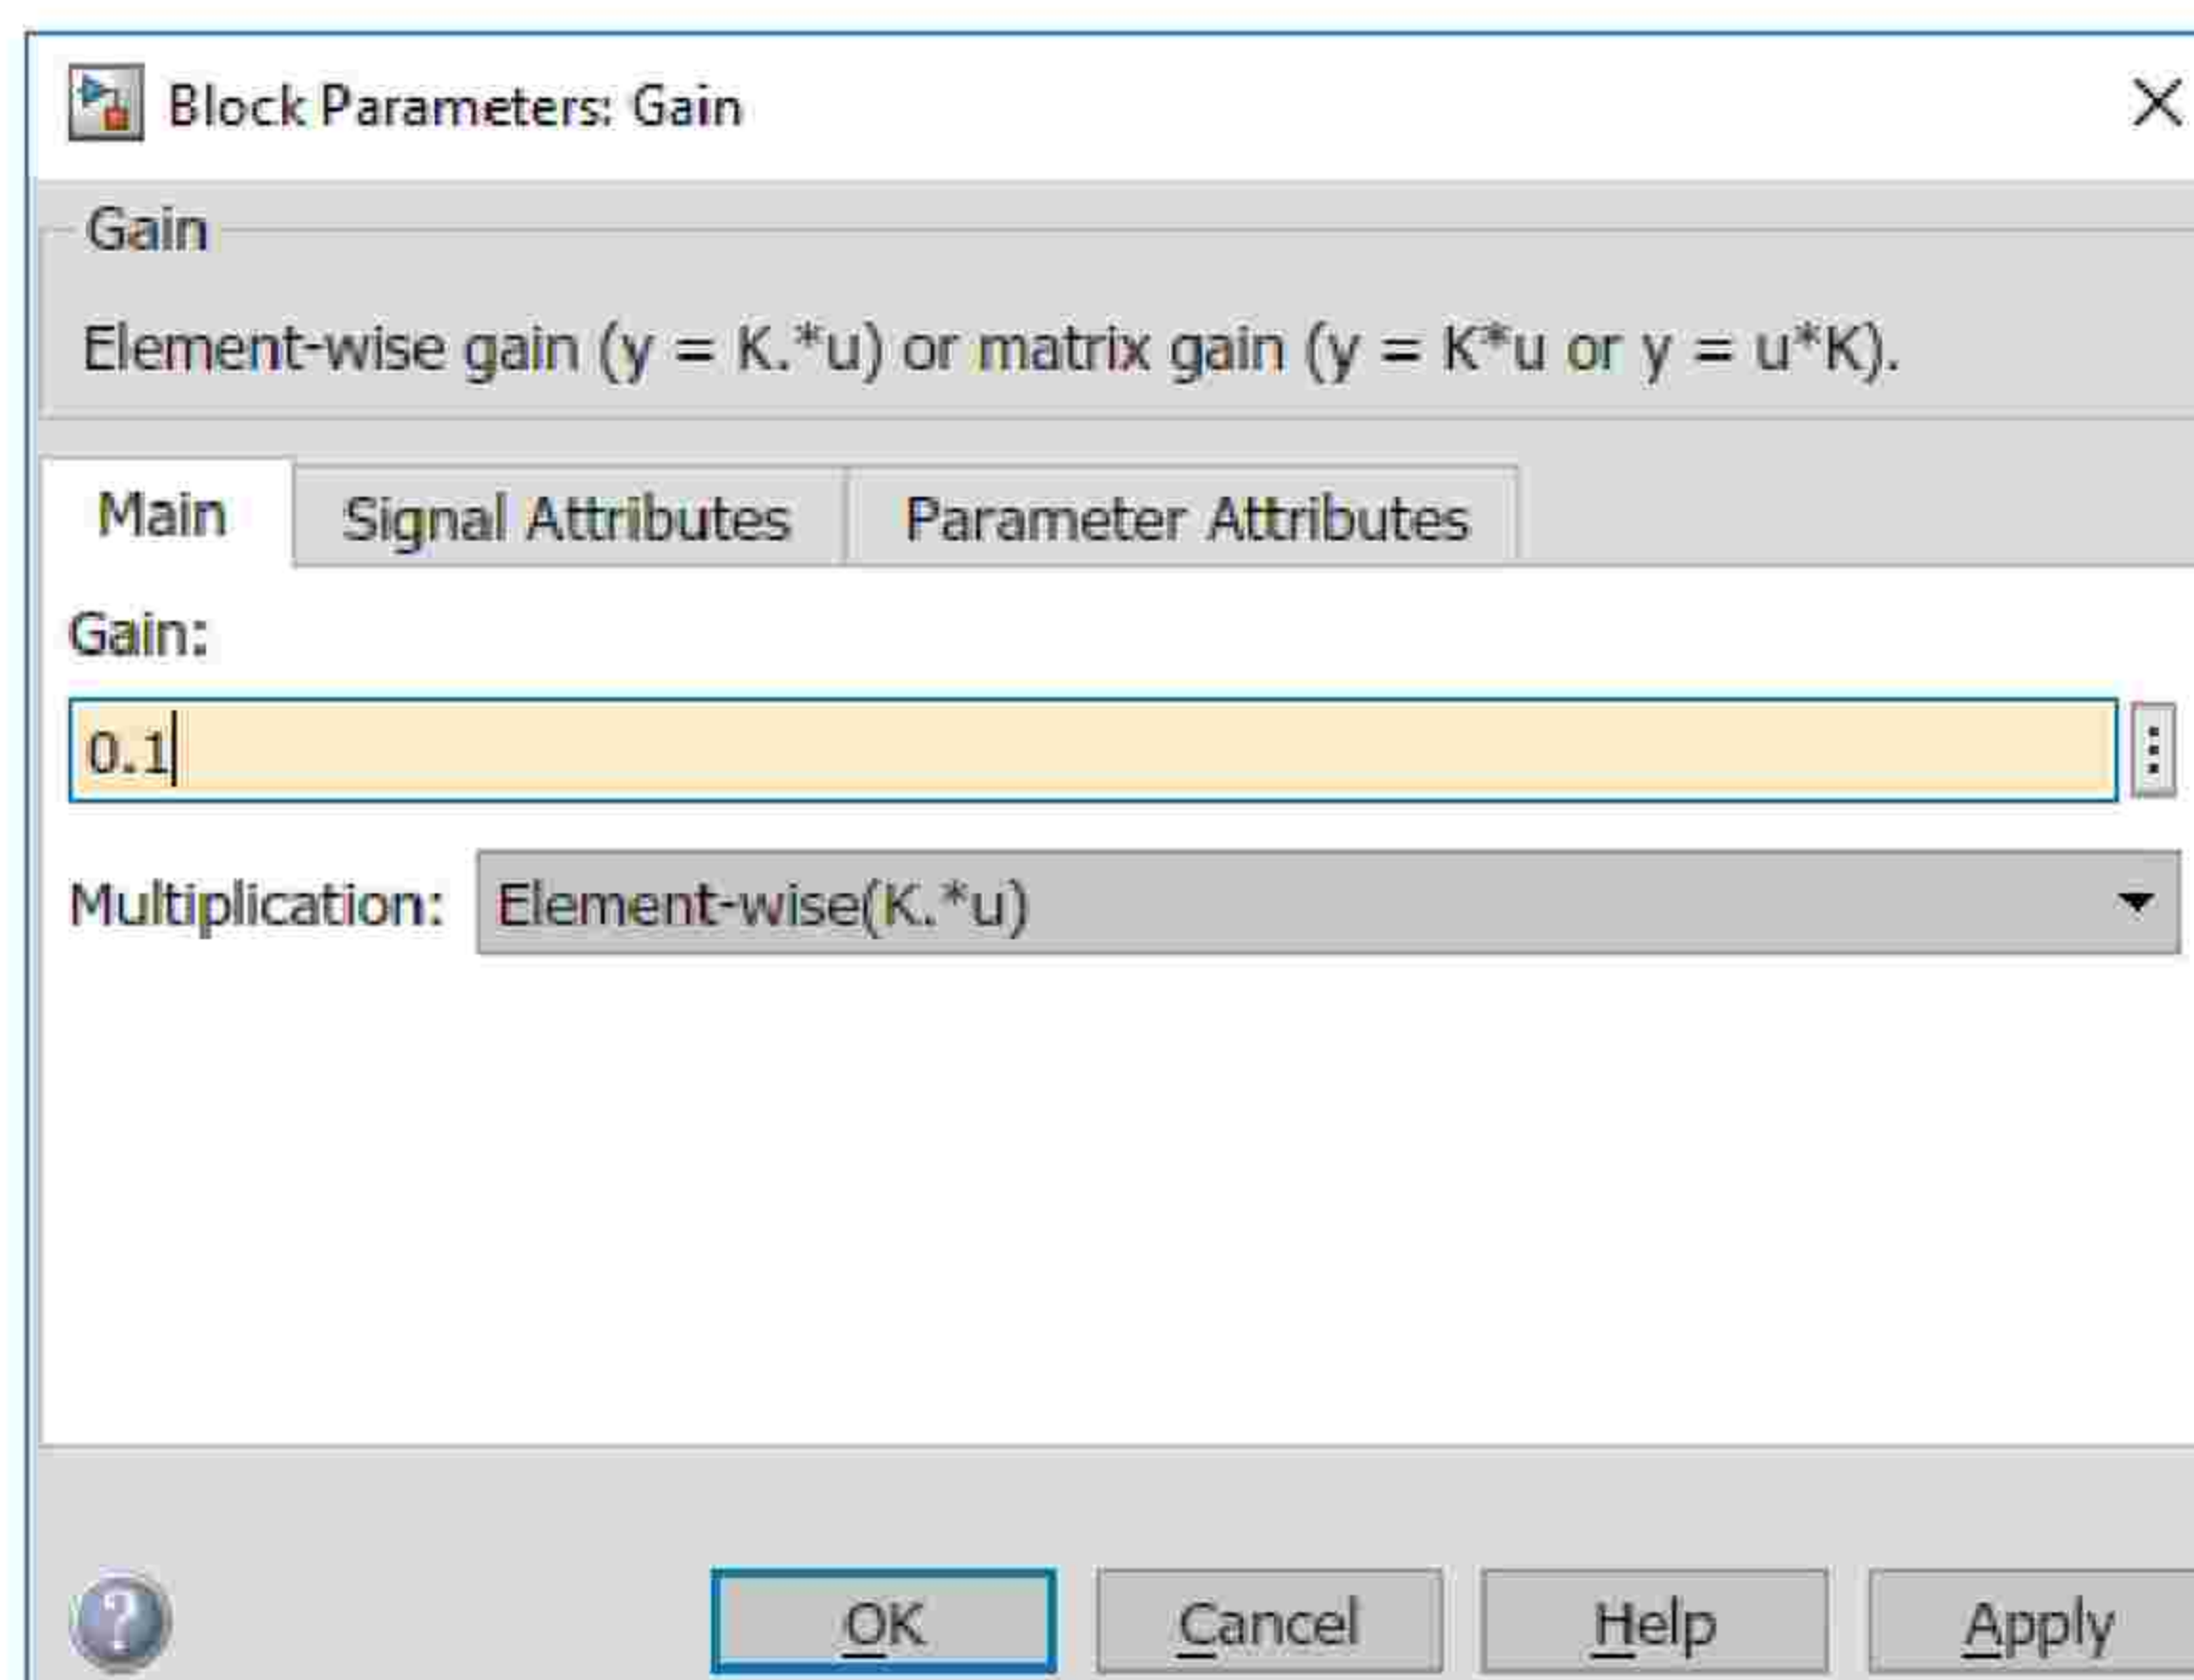 Block Parameters: Gain
Gain
Element-wise gain (y = K.*u) or matrix gain (y = K*u or y = u*K).
Main Signal Attributes Parameter Attributes
Gain:
0.1
Multiplication: Element-wise(K.*u)
? OK Cancel Help Apply